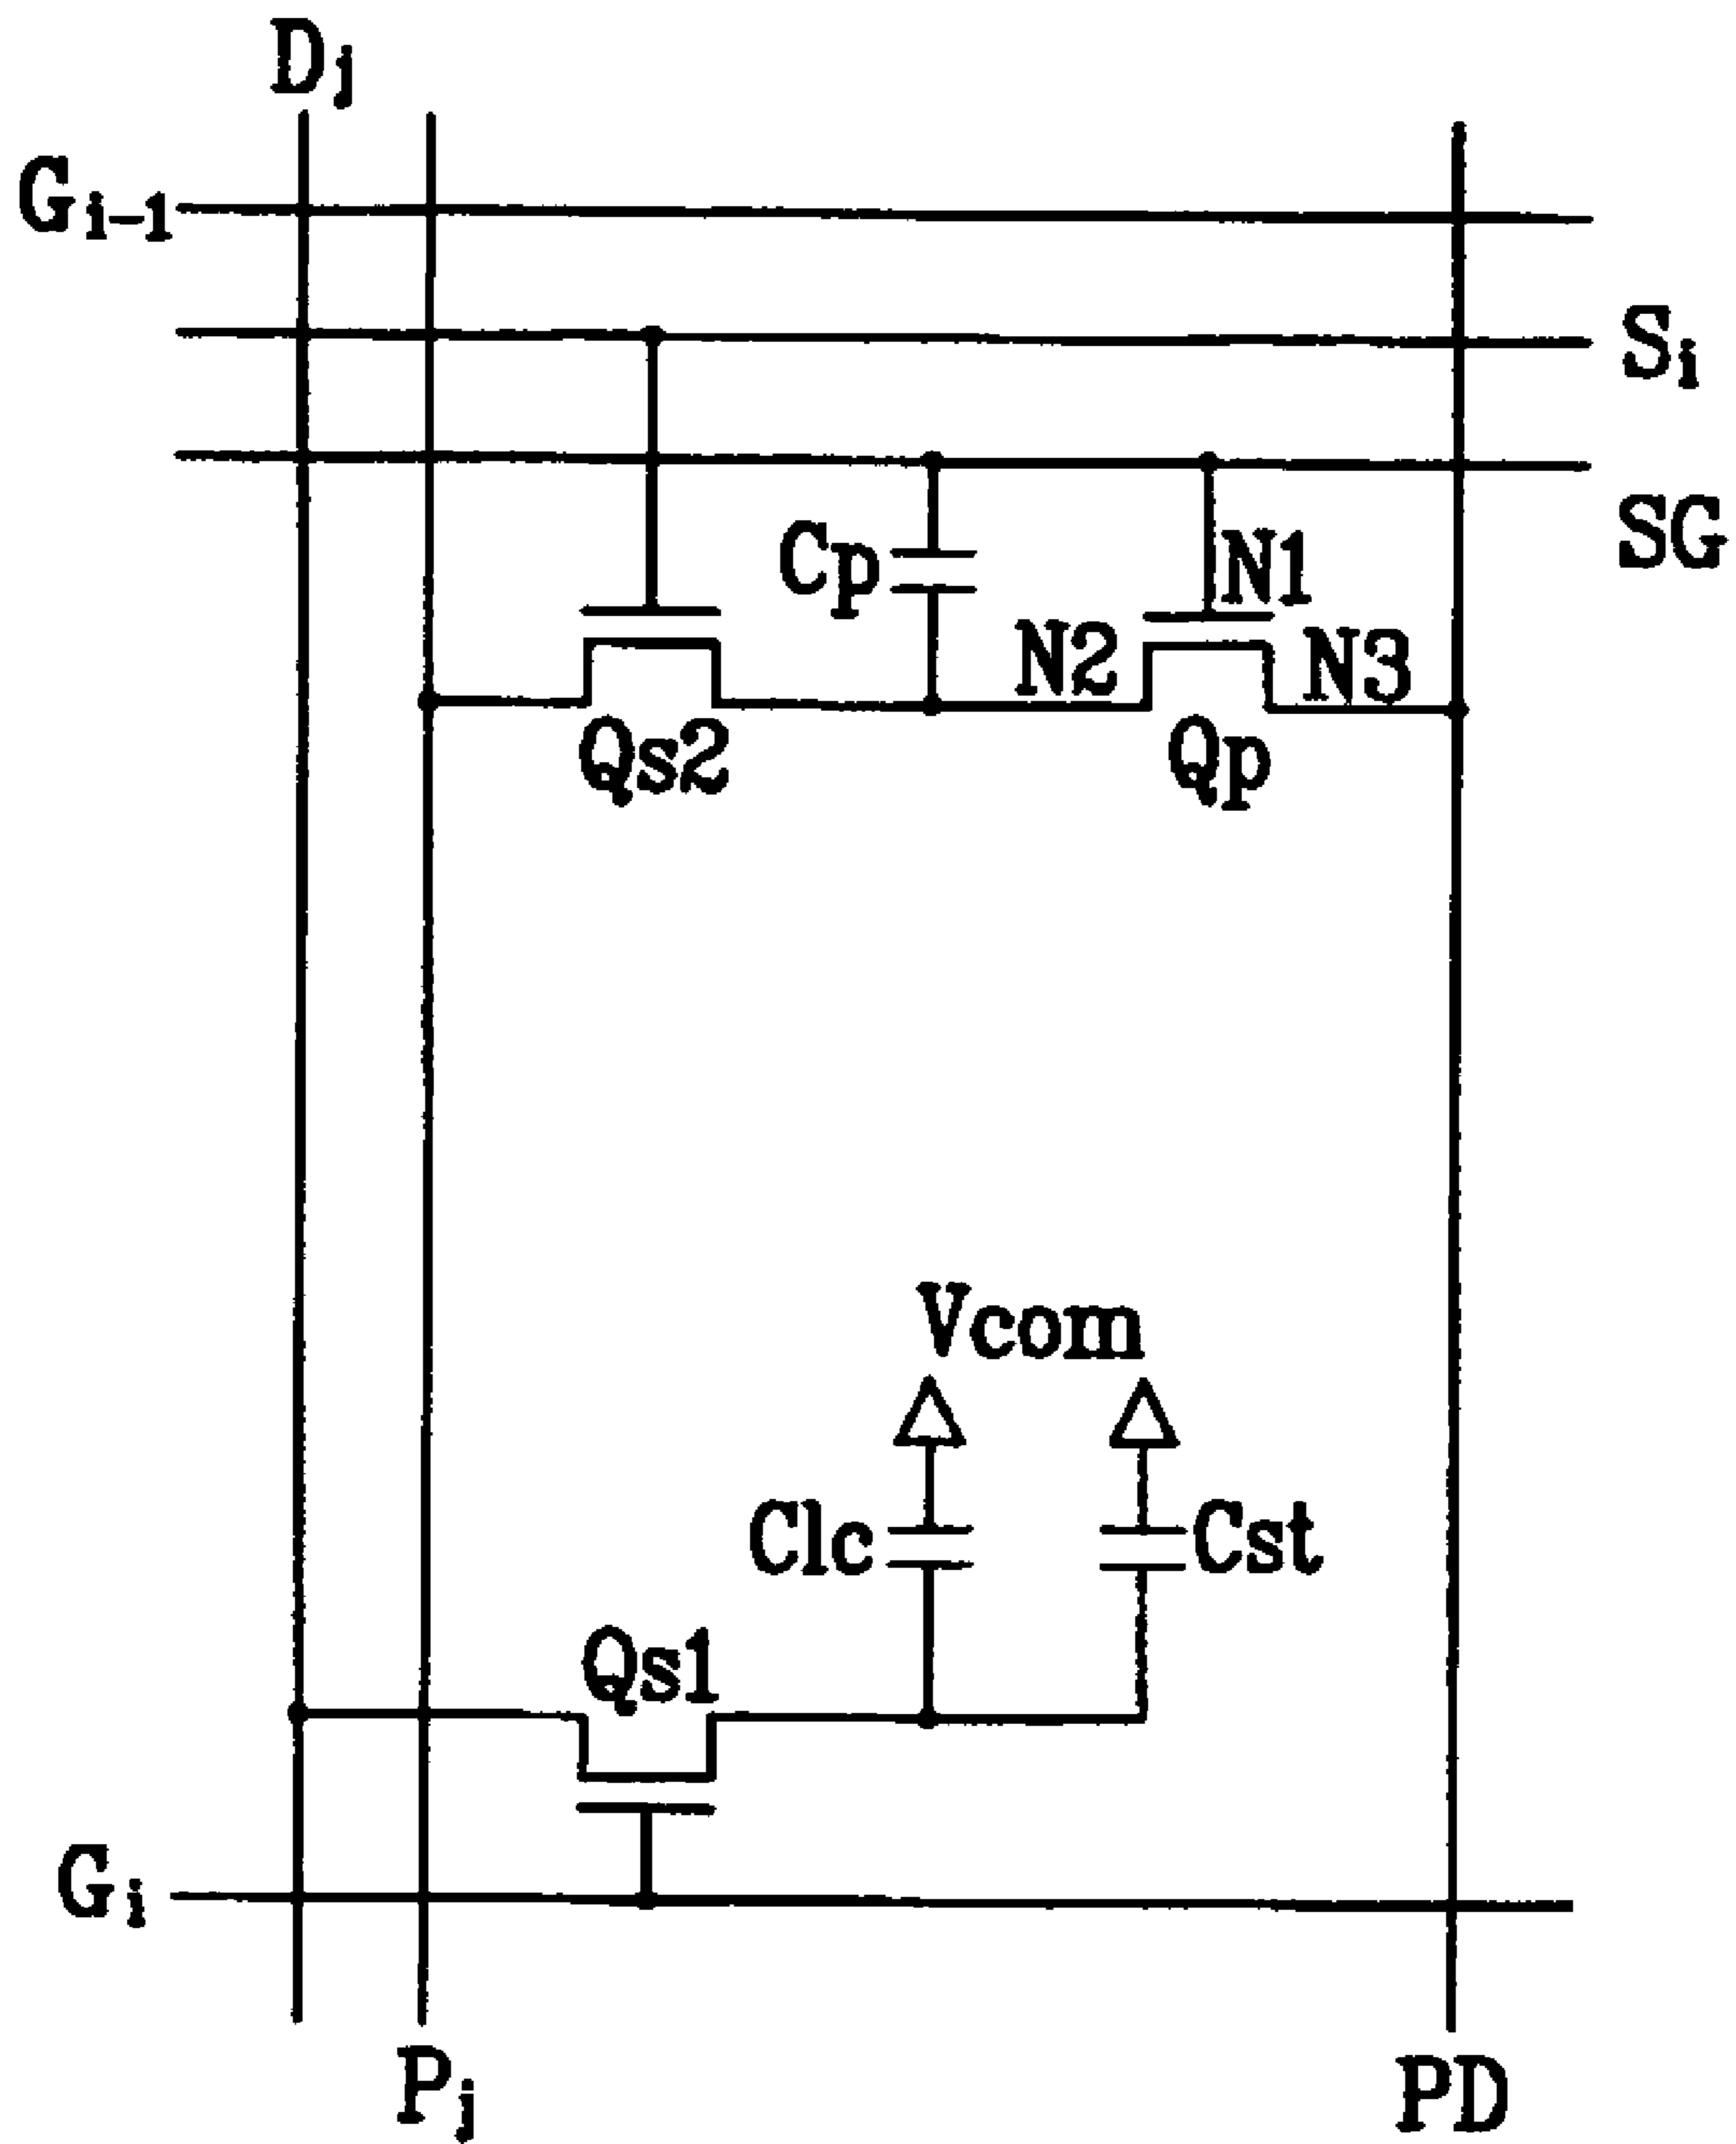 Dj
Gi-1
Si
SG
Cp
N1
N2
N3
Qs2
Qp
Vcom
Clc
Cst
Qs1
Gi
Pj
PD